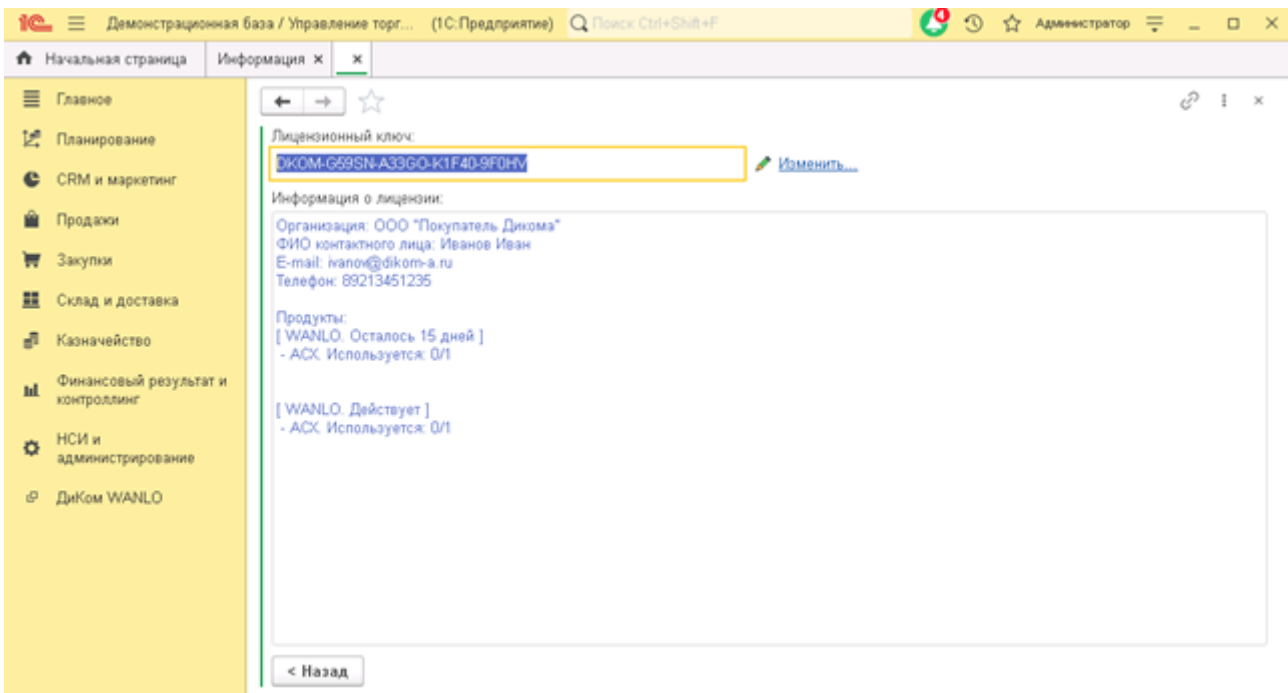 1С Демонстрационная база / Управление торг... (1С:Предприятие) Поиск Ctrl+Shift+F 4 Администратор
Начальная страница Информация
Главное
Планирование
CRM и маркетинг
Продажи
Закупки
Склад и доставка
Казначейство
Финансовый результат и
контроллинг
НСИ и
администрирование
ДиКом WANLO
Лицензионный ключ:
DKOM-G59SN-A33GO-K1F40-9F0HV
Изменить...
Информация о лицензии:
Организация: ООО "Покупатель Дикома"
ФИО контактного лица: Иванов Иван
E-mail: ivanov@dikom-a.ru
Телефон: 89213451235
Продукты:
[ WANLO. Осталось 15 дней ]
- АСХ. Используется: 0/1
[ WANLO. Действует ]
- АСХ. Используется: 0/1
< Назад